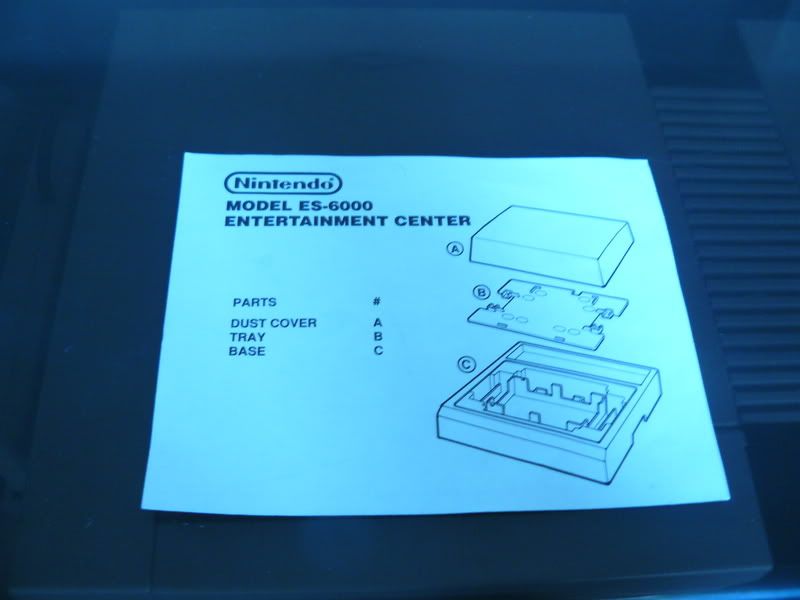 Nintendo
MODEL ES-6000
ENTERTAINMENT CENTER
PARTS #
DUST COVER A
TRAY B
BASE C
A
B
C